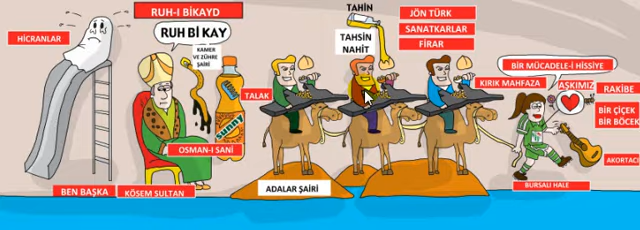 RUH-I BIKAYD
HİCRANLAR
RUH Bİ KAY
KAMER
VE ZÜHRE
ŞAİRİ
sunny
TALAK
OSMAN-I SANİ
BEN BAŞKA
KÖSEM SULTAN
TAHİN
TAHSİN
NAHİT
JÖN TÜRK
SANATKARLAR
FİRAR
ADALAR ŞAİRİ
BİR MÜCADELE-İ HİSSİYE
KIRIK MAHFAZA
AŞKIMIZ
RAKİBE
BİR ÇİÇEK
BİR BÖCEK
AKORTACI
BURSALI HALE